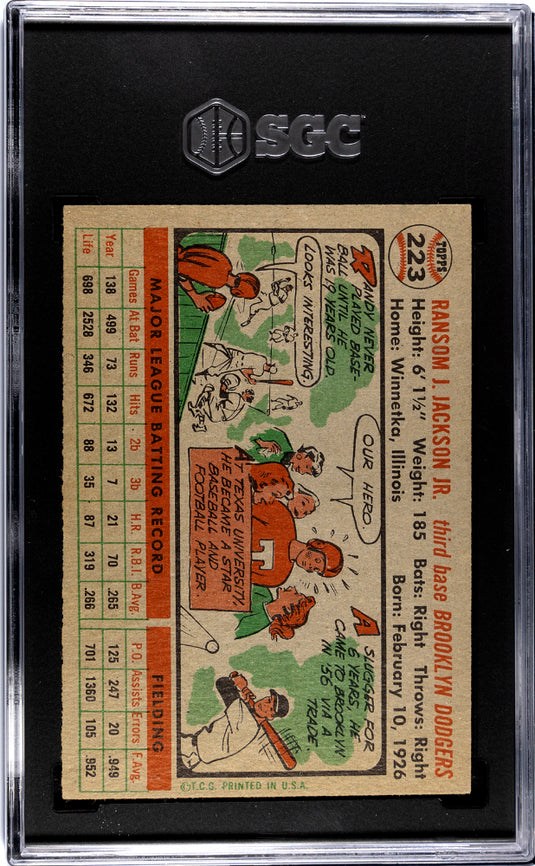 SGC
TOPPS
223
RANSOM J. JACKSON JR. third base BROOKLYN DODGERS
Height: 6'1½" Weight: 185 Bats: Right Throws: Right
Home: Winnetka, Illinois Born: February 10, 1926
RANDY NEVER
PLAYED BASE-
BALL UNTIL HE
WAS 19 YEARS OLD.
LOOKS INTERESTING.
OUR HERO
T
AT TEXAS UNIVERSITY,
HE BECAME A STAR
BASEBALL AND
FOOTBALL PLAYER
A SLUGGER FOR
6 YEARS, HE
CAME TO BROOKLYN
IN '56 VIA A
TRADE
©T.C.G. PRINTED IN U.S.A.
MAJOR LEAGUE BATTING RECORD FIELDING
Games At Bat Runs Hits 2b 3b H.R. R.B.I. B.Avg. P.O. Assists Errors F.Avg.
Year 138 499 73 132 13 7 21 70 .265 125 247 20 .949
Life 698 2528 346 672 88 35 87 319 .266 701 1360 105 .952